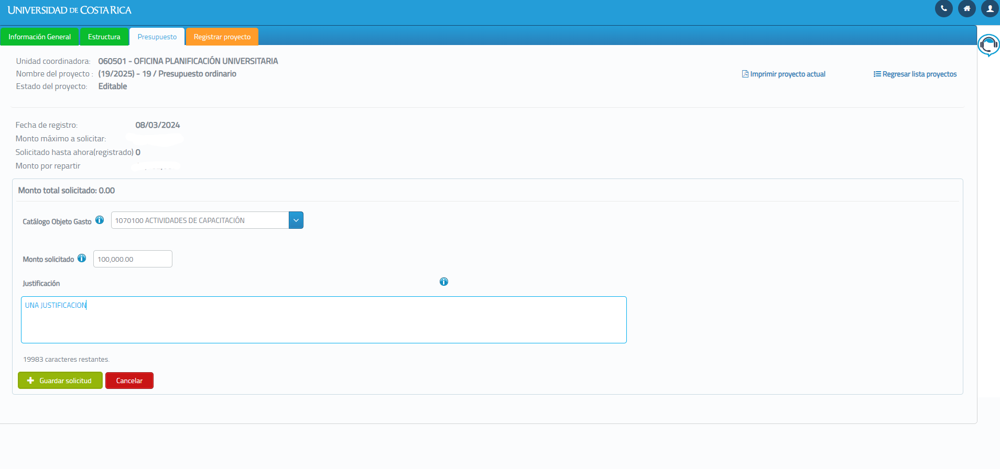 UNIVERSIDAD DE COSTA RICA
Información General
Estructura
Presupuesto
Registrar proyecto
Unidad coordinadora: 060501 - OFICINA PLANIFICACIÓN UNIVERSITARIA
Nombre del proyecto : (19/2025) - 19 / Presupuesto ordinario
Estado del proyecto: Editable
Imprimir proyecto actual
Regresar lista proyectos
Fecha de registro: 08/03/2024
Monto máximo a solicitar:
Solicitado hasta ahora(registrado) 0
Monto por repartir
Monto total solicitado: 0.00
Catálogo Objeto Gasto
1070100 ACTIVIDADES DE CAPACITACIÓN
Monto solicitado
100,000.00
Justificación
UNA JUSTIFICACION
19983 caracteres restantes.
Guardar solicitud
Cancelar